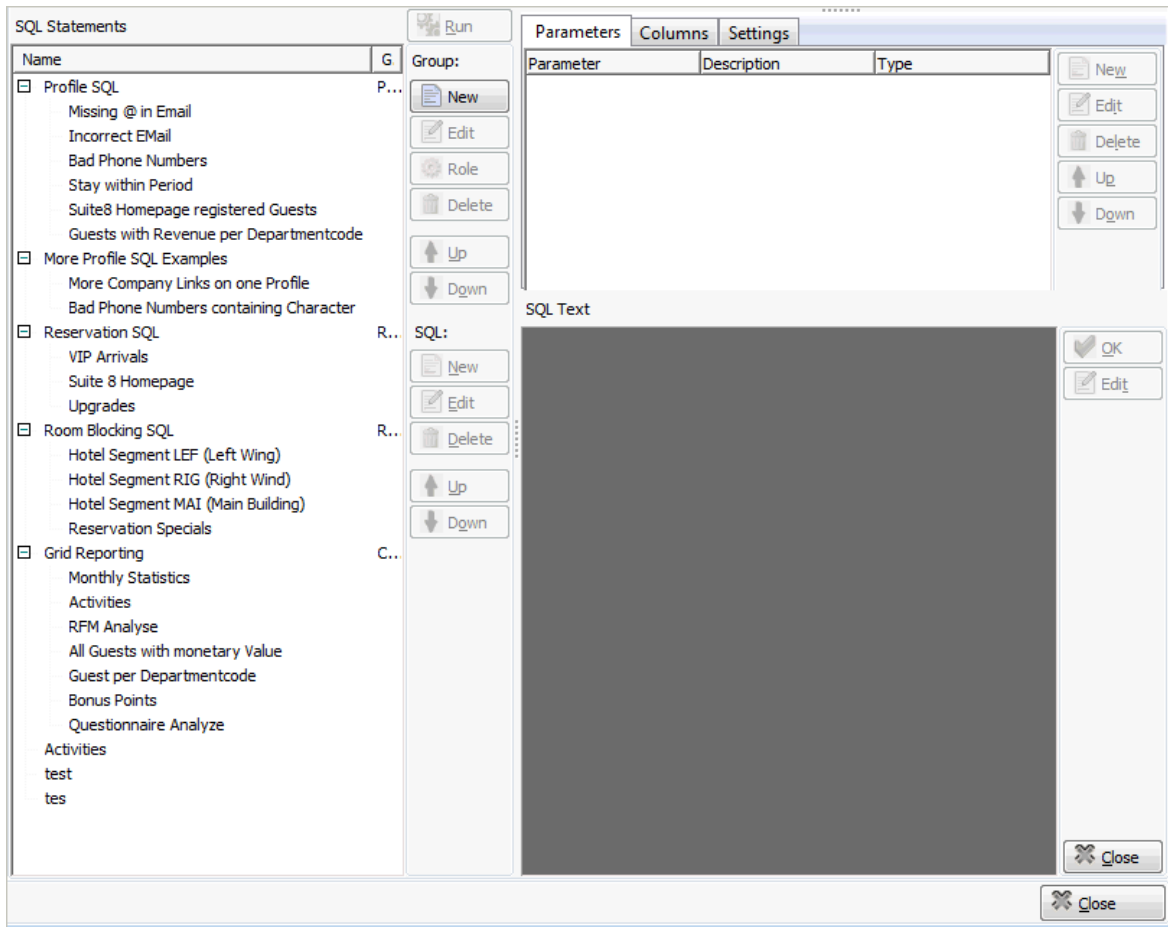 SQL Statements
Name G
Profile SQL P...
Missing @ in Email
Incorrect EMail
Bad Phone Numbers
Stay within Period
Suite8 Homepage registered Guests
Guests with Revenue per Departmentcode
More Profile SQL Examples
More Company Links on one Profile
Bad Phone Numbers containing Character
Reservation SQL R...
VIP Arrivals
Suite 8 Homepage
Upgrades
Room Blocking SQL R...
Hotel Segment LEF (Left Wing)
Hotel Segment RIG (Right Wind)
Hotel Segment MAI (Main Building)
Reservation Specials
Grid Reporting C...
Monthly Statistics
Activities
RFM Analyse
All Guests with monetary Value
Guest per Departmentcode
Bonus Points
Questionnaire Analyze
Activities
test
tes
Run
Group:
New
Edit
Role
Delete
Up
Down
SQL:
New
Edit
Delete
Up
Down
Parameters Columns Settings
Parameter Description Type
New
Edit
Delete
Up
Down
SQL Text
OK
Edit
Close
Close